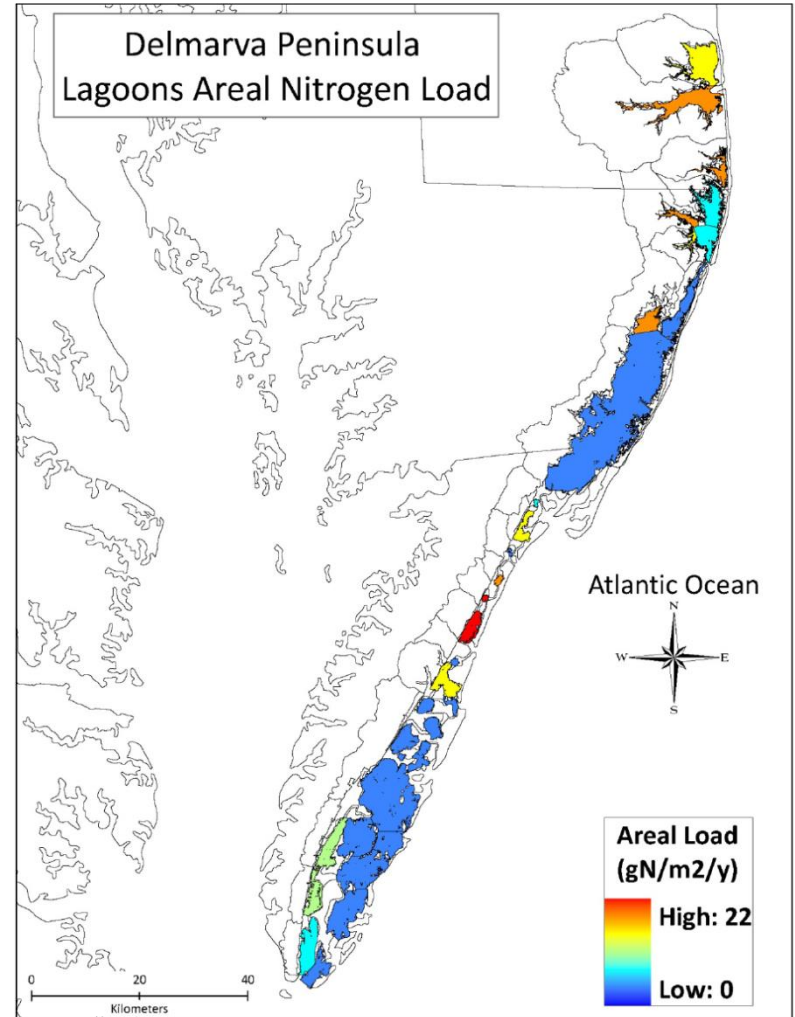 Delmarva Peninsula
Lagoons Areal Nitrogen Load
Atlantic Ocean
N
W
E
S
Areal Load
(gN/m2/y)
High: 22
Low: 0
0 20 40
Kilometers